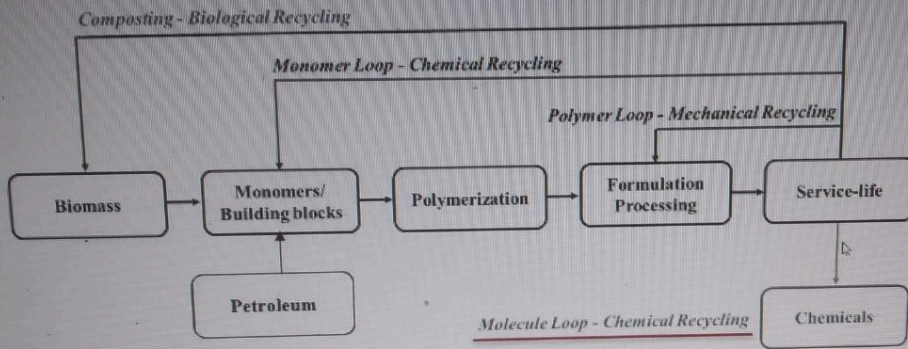 Composting - Biological Recycling
Monomer Loop - Chemical Recycling
Polymer Loop - Mechanical Recycling
Biomass
Monomers/
Building blocks
Polymerization
Formulation
Processing
Service-life
Petroleum
Molecule Loop - Chemical Recycling
Chemicals